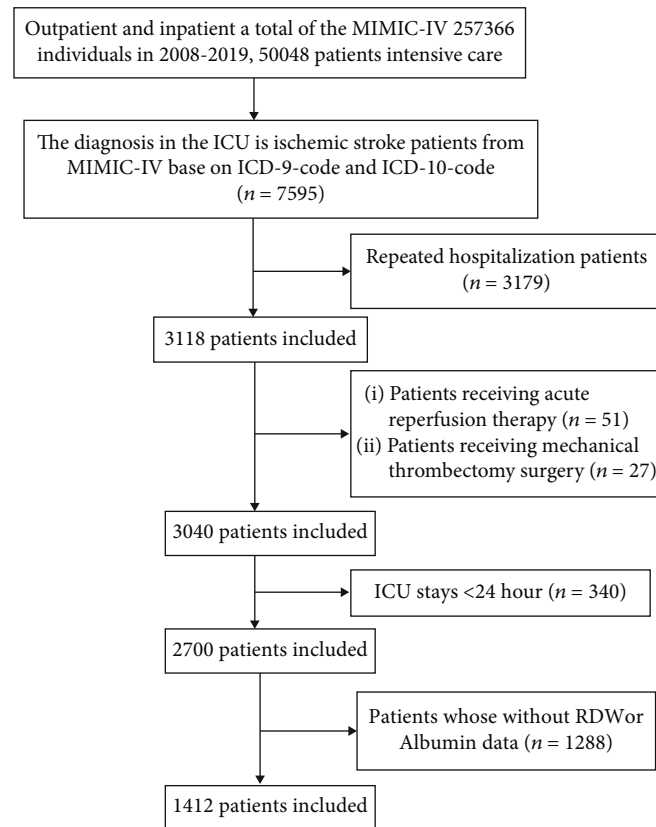 Outpatient and inpatient a total of the MIMIC-IV 257366
individuals in 2008-2019, 50048 patients intensive care
The diagnosis in the ICU is ischemic stroke patients from
MIMIC-IV base on ICD-9-code and ICD-10-code
(n = 7595)
Repeated hospitalization patients
(n = 3179)
3118 patients included
(i) Patients receiving acute
reperfusion therapy (n = 51)
(ii) Patients receiving mechanical
thrombectomy surgery (n = 27)
3040 patients included
ICU stays <24 hour (n = 340)
2700 patients included
Patients whose without RDWor
Albumin data (n = 1288)
1412 patients included